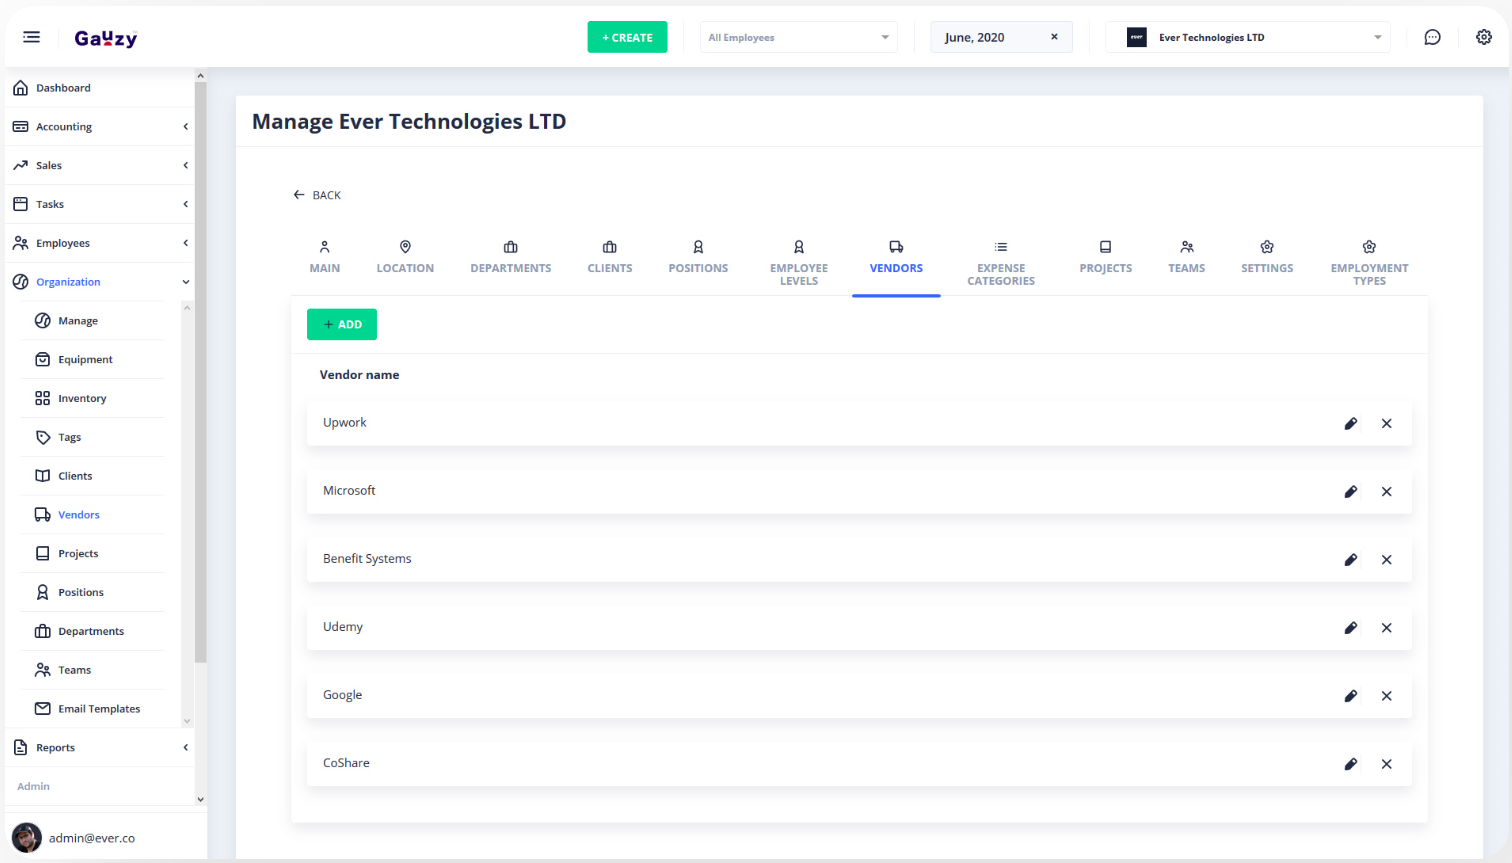 Gauzy
+ CREATE
All Employees
June, 2020
×
ever
Ever Technologies LTD
Dashboard
Accounting
Sales
Tasks
Employees
Organization
Manage
Equipment
Inventory
Tags
Clients
Vendors
Projects
Positions
Departments
Teams
Email Templates
Reports
Admin
admin@ever.co
Manage Ever Technologies LTD
← BACK
MAIN
LOCATION
DEPARTMENTS
CLIENTS
POSITIONS
EMPLOYEE
LEVELS
VENDORS
EXPENSE
CATEGORIES
PROJECTS
TEAMS
SETTINGS
EMPLOYMENT
TYPES
+ ADD
Vendor name
Upwork
Microsoft
Benefit Systems
Udemy
Google
CoShare